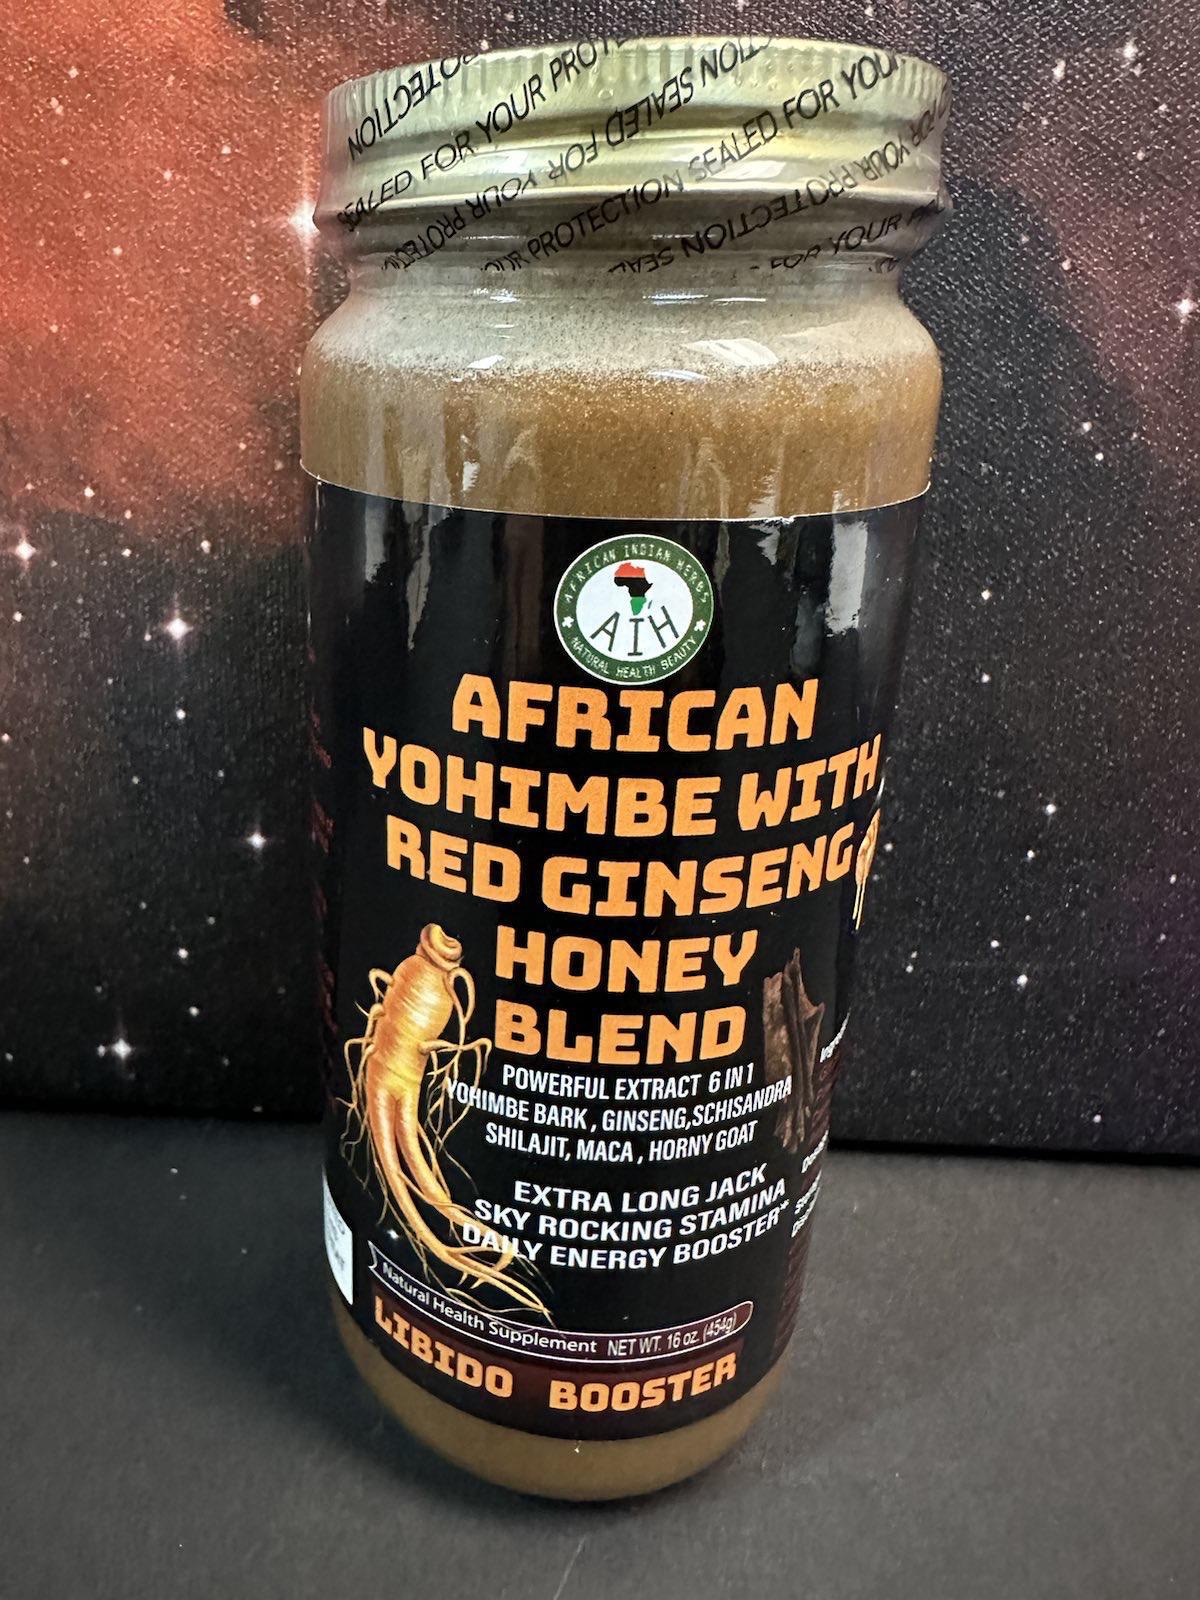 SEALED FOR YOUR PROTECTION
PROTECTION SEALED FOR YOUR
AFRICAN INDIAN HERBS
AIH
NATURAL HEALTH BEAUTY
AFRICAN
YOHIMBE WITH
RED GINSENG
HONEY
BLEND
POWERFUL EXTRACT 6 IN 1
YOHIMBE BARK, GINSENG,SCHISANDRA
SHILAJIT, MACA, HORNY GOAT
EXTRA LONG JACK
SKY ROCKING STAMINA
DAILY ENERGY BOOSTER*
Natural Health Supplement NET WT. 16 oz. (454g)
LIBIDO BOOSTER